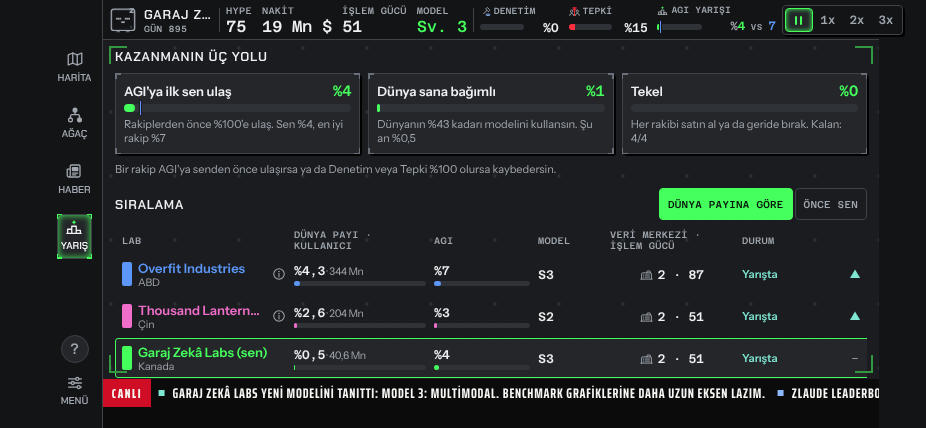 GARAJ Z...
GÜN 895
HYPE
75
NAKİT
19 Mn $
İŞLEM GÜCÜ
51
MODEL
Sv. 3
DENETİM
%0
TEPKİ
%15
AGI YARIŞI
%4 vs 7
1x
2x
3x
HARİTA
AĞAÇ
HABER
YARIŞ
?
MENÜ
KAZANMANIN ÜÇ YOLU
AGI'ya ilk sen ulaş %4
Rakiplerden önce %100'e ulaş. Sen %4, en iyi
rakip %7
Dünya sana bağımlı %1
Dünyanın %43 kadarı modelini kullansın. Şu
an %0,5
Tekel %0
Her rakibi satın al ya da geride bırak. Kalan:
4/4
Bir rakip AGI'ya senden önce ulaşırsa ya da Denetim veya Tepki %100 olursa kaybedersin.
SIRALAMA
DÜNYA PAYINA GÖRE
ÖNCE SEN
LAB
DÜNYA PAYI ·
KULLANICI
AGI
MODEL
VERİ MERKEZİ ·
İŞLEM GÜCÜ
DURUM
Overfit Industries
ABD
%4,3 · 344 Mn
%7
S3
2 · 87
Yarışta
Thousand Lantern...
Çin
%2,6 · 204 Mn
%3
S2
2 · 51
Yarışta
Garaj Zekâ Labs (sen)
Kanada
%0,5 · 40,6 Mn
%4
S3
2 · 51
Yarışta
–
CANLI
GARAJ ZEKÂ LABS YENİ MODELİNİ TANITTI: MODEL 3: MULTİMODAL. BENCHMARK GRAFİKLERİNE DAHA UZUN EKSEN LAZIM.
ZLAUDE LEADERBO